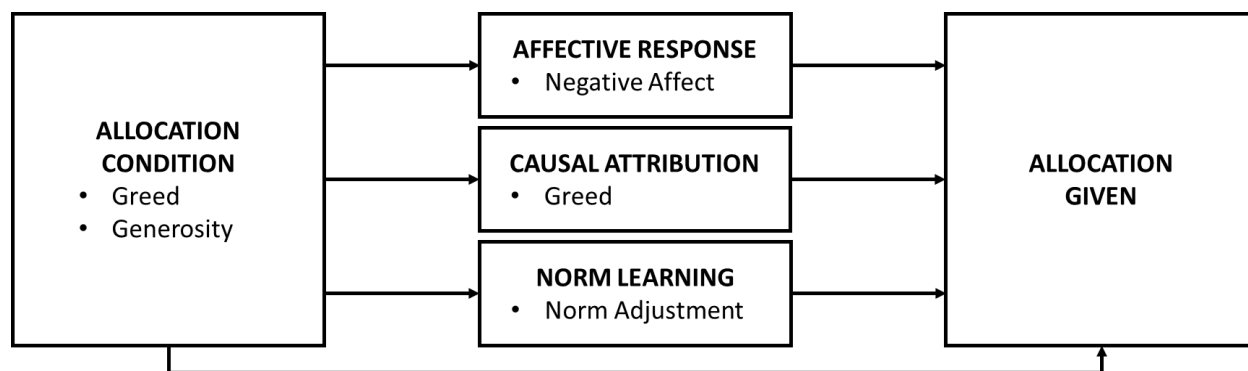 ALLOCATION
CONDITION
• Greed
• Generosity
AFFECTIVE RESPONSE
• Negative Affect
CAUSAL ATTRIBUTION
• Greed
NORM LEARNING
• Norm Adjustment
ALLOCATION
GIVEN